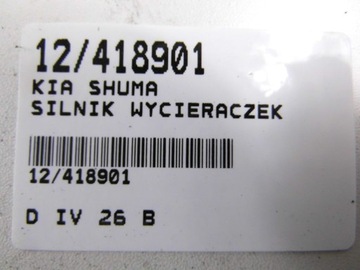 12/418901
KIA SHUMA
SILNIK WYCIERACZEK
12/418901
D IV 26 B